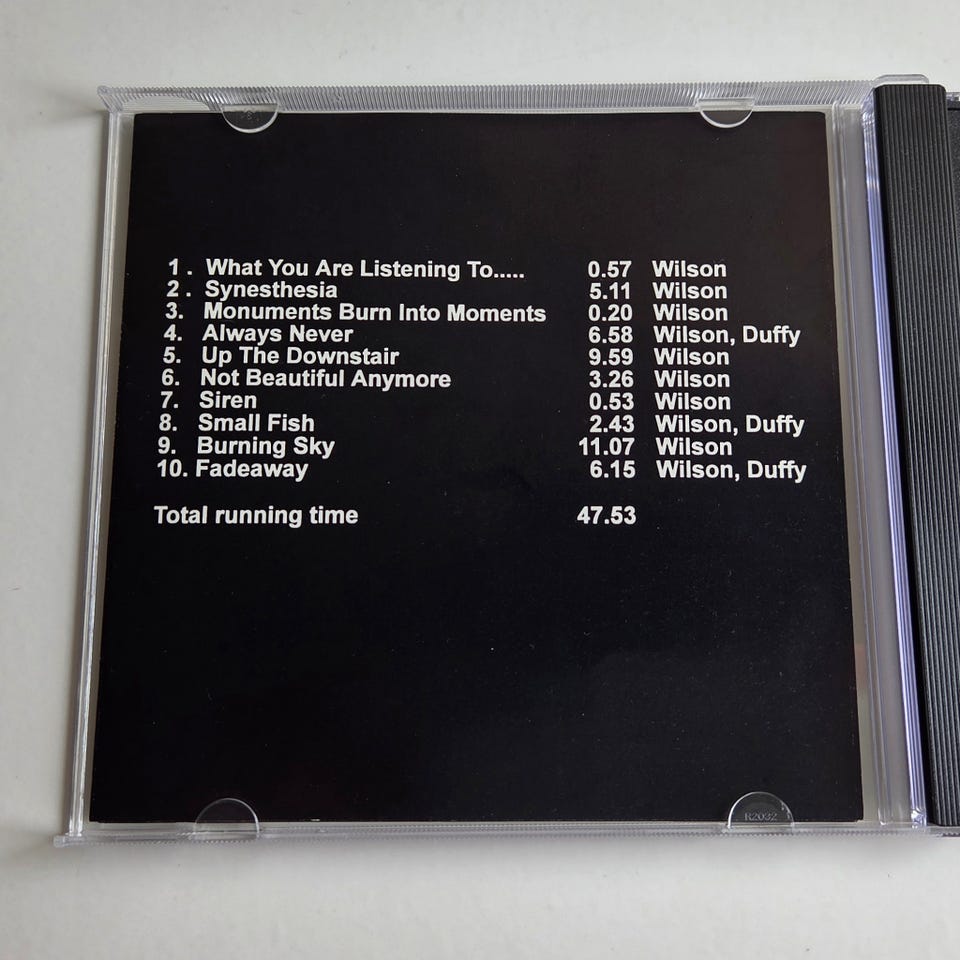 1. What You Are Listening To..... 0.57 Wilson
2. Synesthesia 5.11 Wilson
3. Monuments Burn Into Moments 0.20 Wilson
4. Always Never 6.58 Wilson, Duffy
5. Up The Downstair 9.59 Wilson
6. Not Beautiful Anymore 3.26 Wilson
7. Siren 0.53 Wilson
8. Small Fish 2.43 Wilson, Duffy
9. Burning Sky 11.07 Wilson
10. Fadeaway 6.15 Wilson, Duffy
Total running time 47.53
R2032